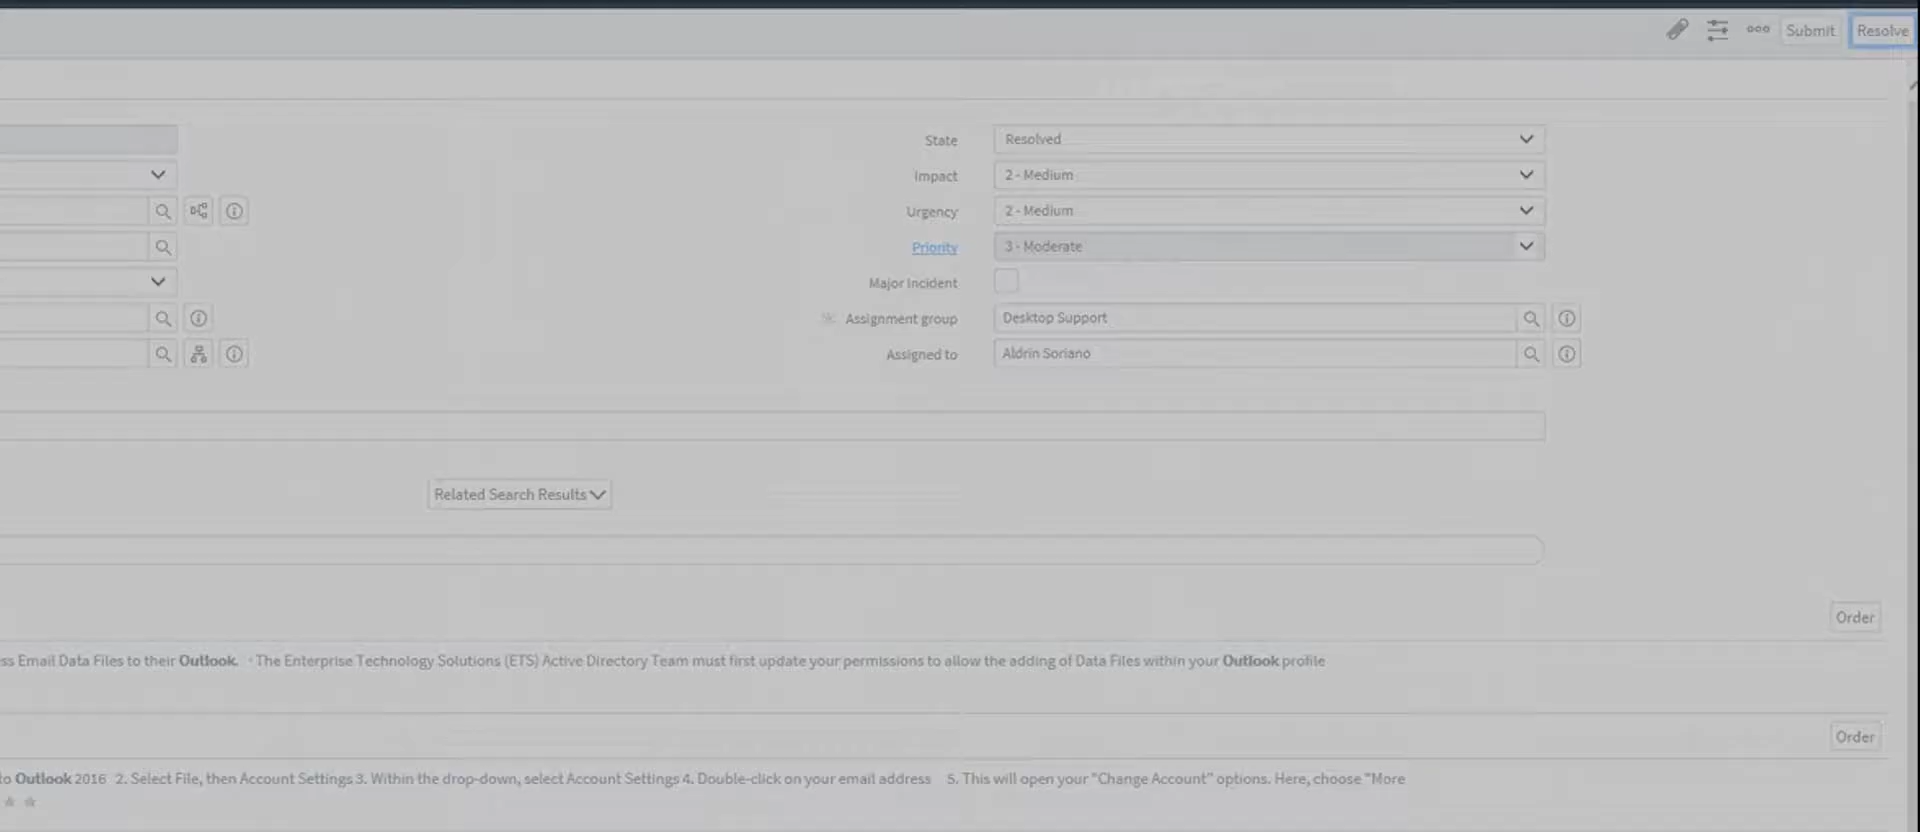 Submit
Resolve
State Resolved
Impact 2 - Medium
Urgency 2 - Medium
Priority 3 - Moderate
Major Incident
Assignment group Desktop Support
Assigned to Aldrin Soriano
Related Search Results
Order
ss Email Data Files to their Outlook. · The Enterprise Technology Solutions (ETS) Active Directory Team must first update your permissions to allow the adding of Data Files within your Outlook profile
Order
to Outlook 2016 2. Select File, then Account Settings 3. Within the drop-down, select Account Settings 4. Double-click on your email address 5. This will open your "Change Account" options. Here, choose "More